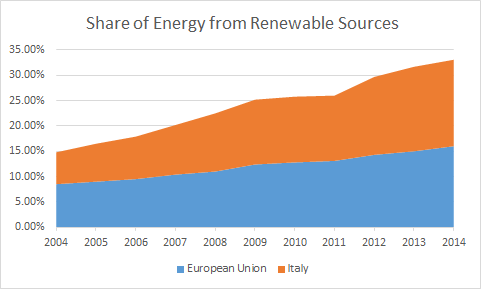 Share of Energy from Renewable Sources
35.00%
30.00%
25.00%
20.00%
15.00%
10.00%
5.00%
0.00%
2004 2005 2006 2007 2008 2009 2010 2011 2012 2013 2014
European Union Italy